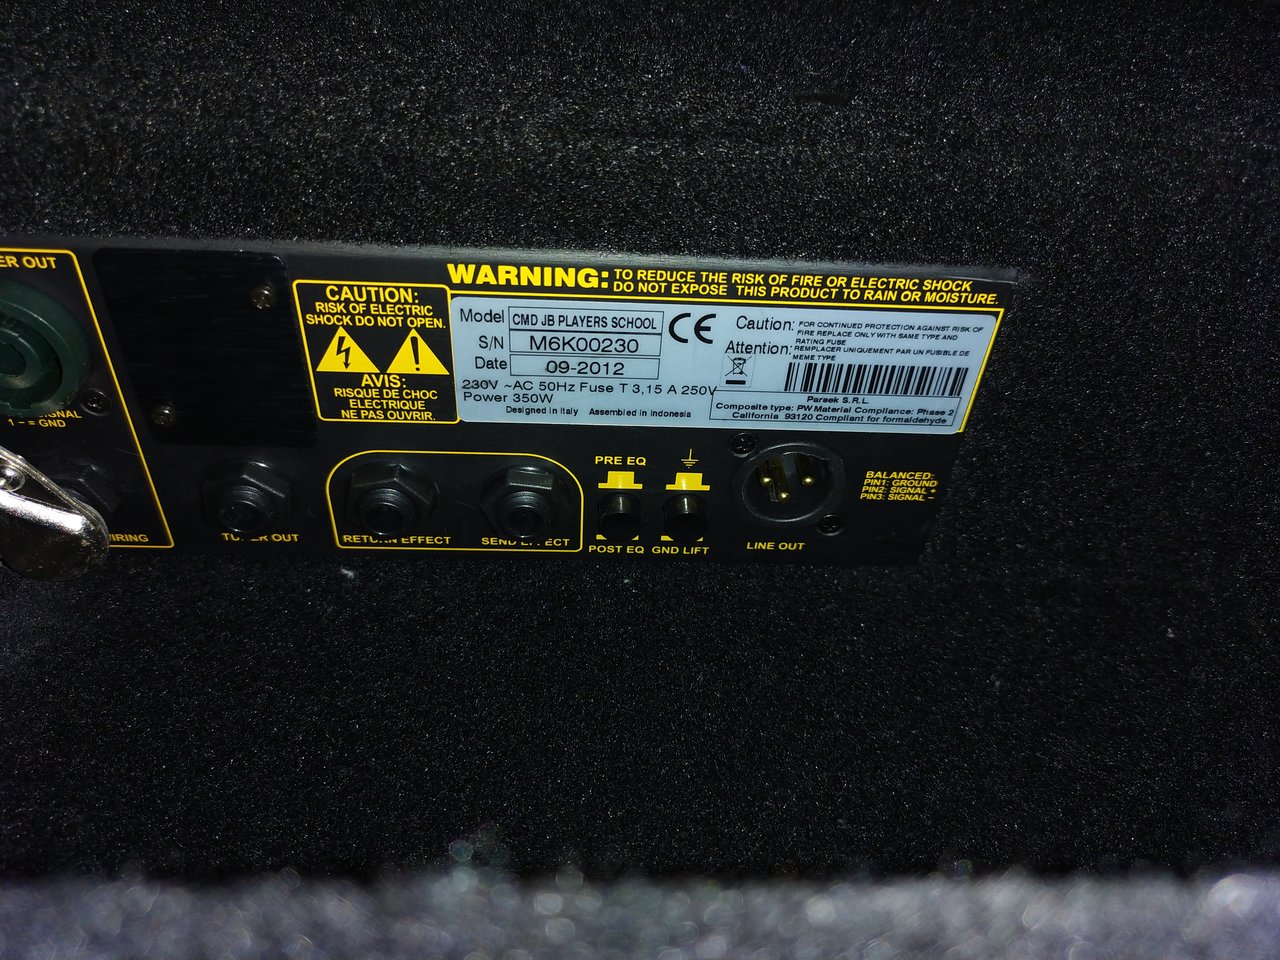 ER OUT
SIGNAL
1 - = GND
IRING
CAUTION:
RISK OF ELECTRIC
SHOCK DO NOT OPEN.
AVIS:
RISQUE DE CHOC
ELECTRIQUE
NE PAS OUVRIR.
WARNING: TO REDUCE THE RISK OF FIRE OR ELECTRIC SHOCK
DO NOT EXPOSE THIS PRODUCT TO RAIN OR MOISTURE.
Model CMD JB PLAYERS SCHOOL
S/N M6K00230
Date 09-2012
230V ~AC 50Hz Fuse T 3,15 A 250V
Power 350W
Designed in Italy Assembled in Indonesia
CE
Caution: FOR CONTINUED PROTECTION AGAINST RISK OF
FIRE REPLACE ONLY WITH SAME TYPE AND
RATING FUSE
Attention: REMPLACER UNIQUEMENT PAR UN FUSIBLE DE
MEME TYPE
Parsek S.R.L.
Composite type: PW Material Compliance: Phase 2
California 93120 Compliant for formaldehyde
TUNER OUT
RETURN EFFECT
SEND EFFECT
PRE EQ
POST EQ
GND LIFT
LINE OUT
BALANCED:
PIN1: GROUND
PIN2: SIGNAL +
PIN3: SIGNAL -